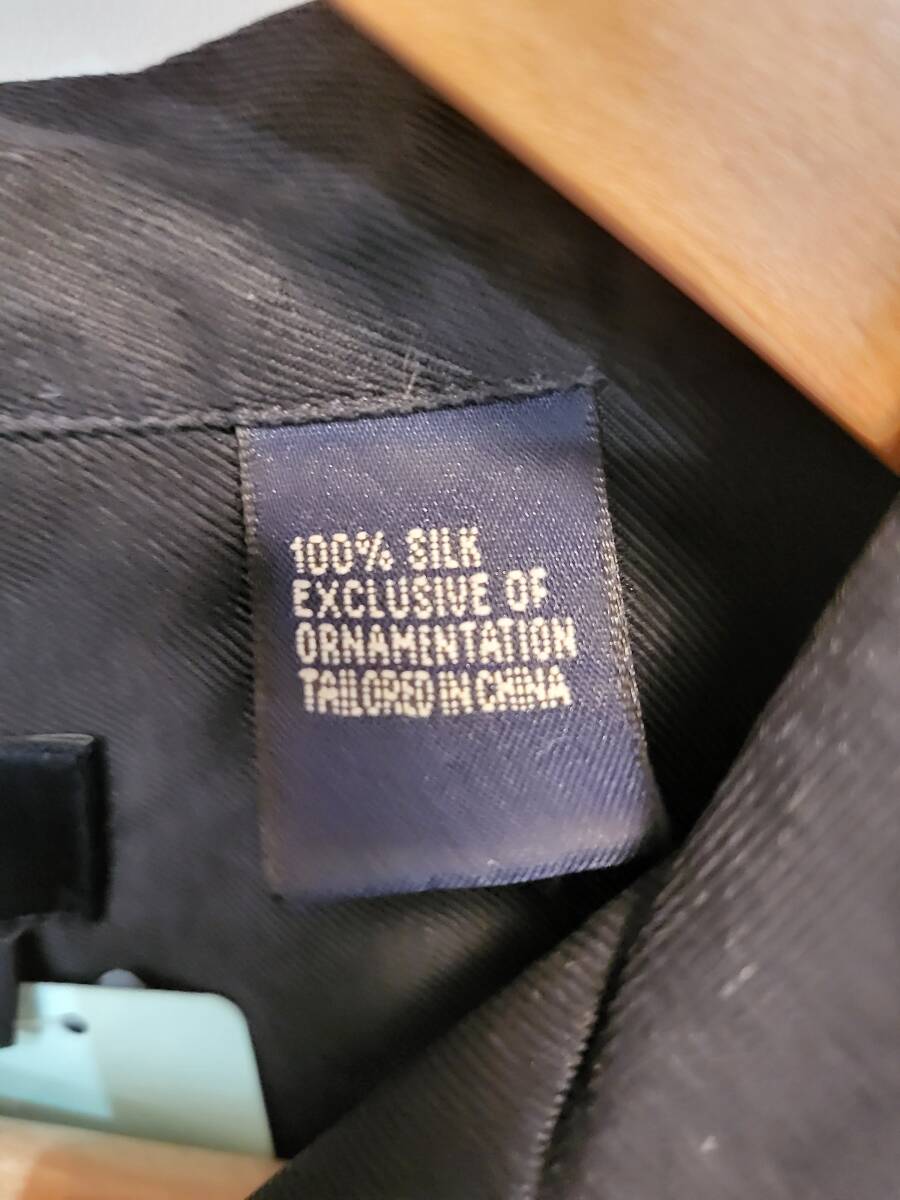 100% SILK
EXCLUSIVE OF
ORNAMENTATION
TAILORED IN CHINA